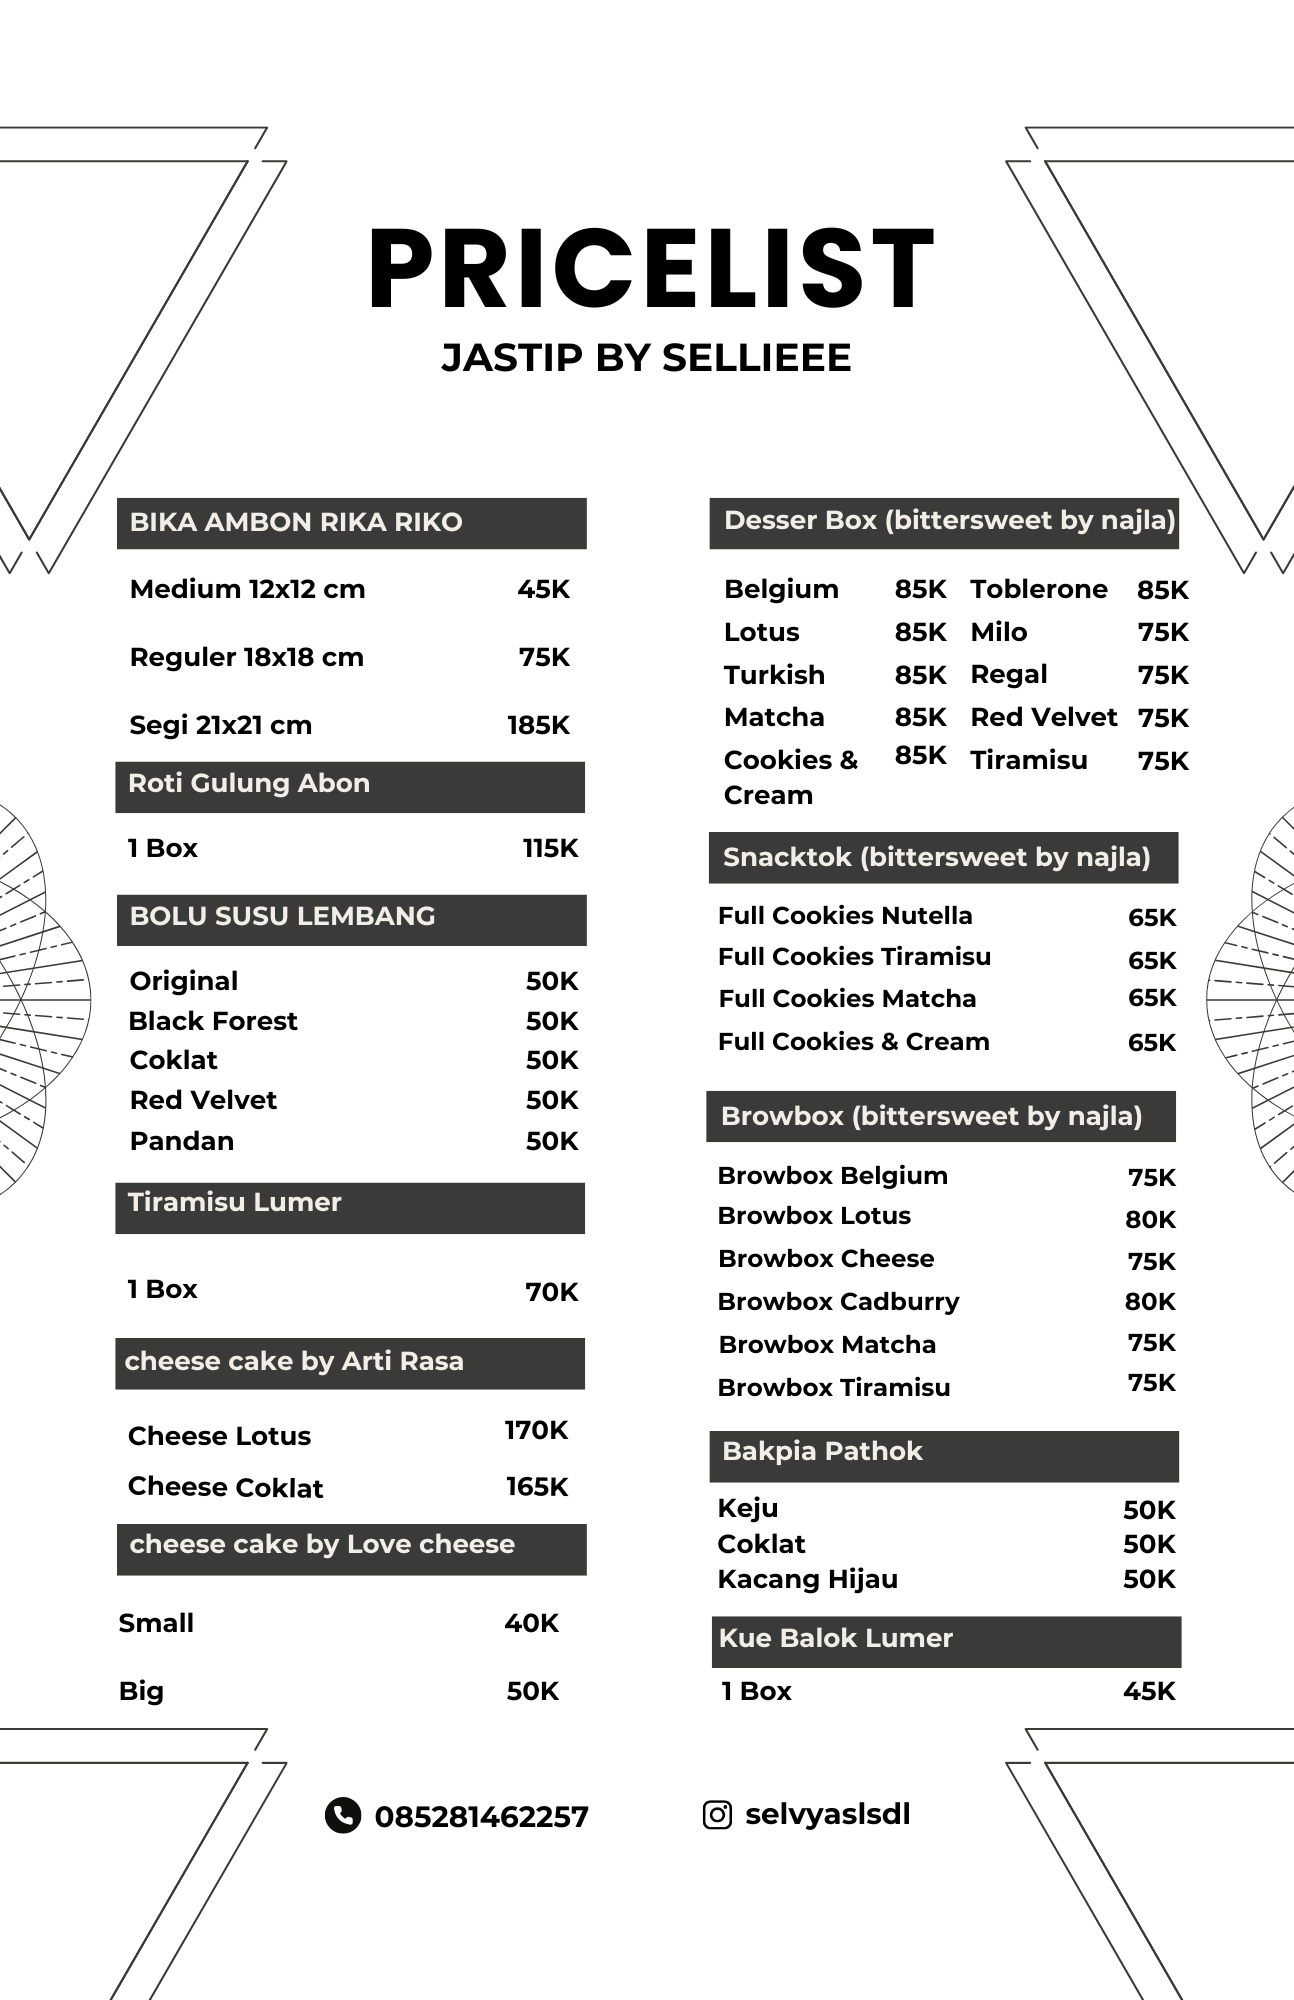 PRICELIST
JASTIP BY SELLIEEE
BIKA AMBON RIKA RIKO
Medium 12x12 cm 45K
Reguler 18x18 cm 75K
Segi 21x21 cm 185K
Roti Gulung Abon
1 Box 115K
BOLU SUSU LEMBANG
Original 50K
Black Forest 50K
Coklat 50K
Red Velvet 50K
Pandan 50K
Tiramisu Lumer
1 Box 70K
cheese cake by Arti Rasa
Cheese Lotus 170K
Cheese Coklat 165K
cheese cake by Love cheese
Small 40K
Big 50K
Desser Box (bittersweet by najla)
Belgium 85K Toblerone 85K
Lotus 85K Milo 75K
Turkish 85K Regal 75K
Matcha 85K Red Velvet 75K
Cookies & 85K Tiramisu 75K
Cream
Snacktok (bittersweet by najla)
Full Cookies Nutella 65K
Full Cookies Tiramisu 65K
Full Cookies Matcha 65K
Full Cookies & Cream 65K
Browbox (bittersweet by najla)
Browbox Belgium 75K
Browbox Lotus 80K
Browbox Cheese 75K
Browbox Cadburry 80K
Browbox Matcha 75K
Browbox Tiramisu 75K
Bakpia Pathok
Keju 50K
Coklat 50K
Kacang Hijau 50K
Kue Balok Lumer
1 Box 45K
085281462257
selvyaslsdl